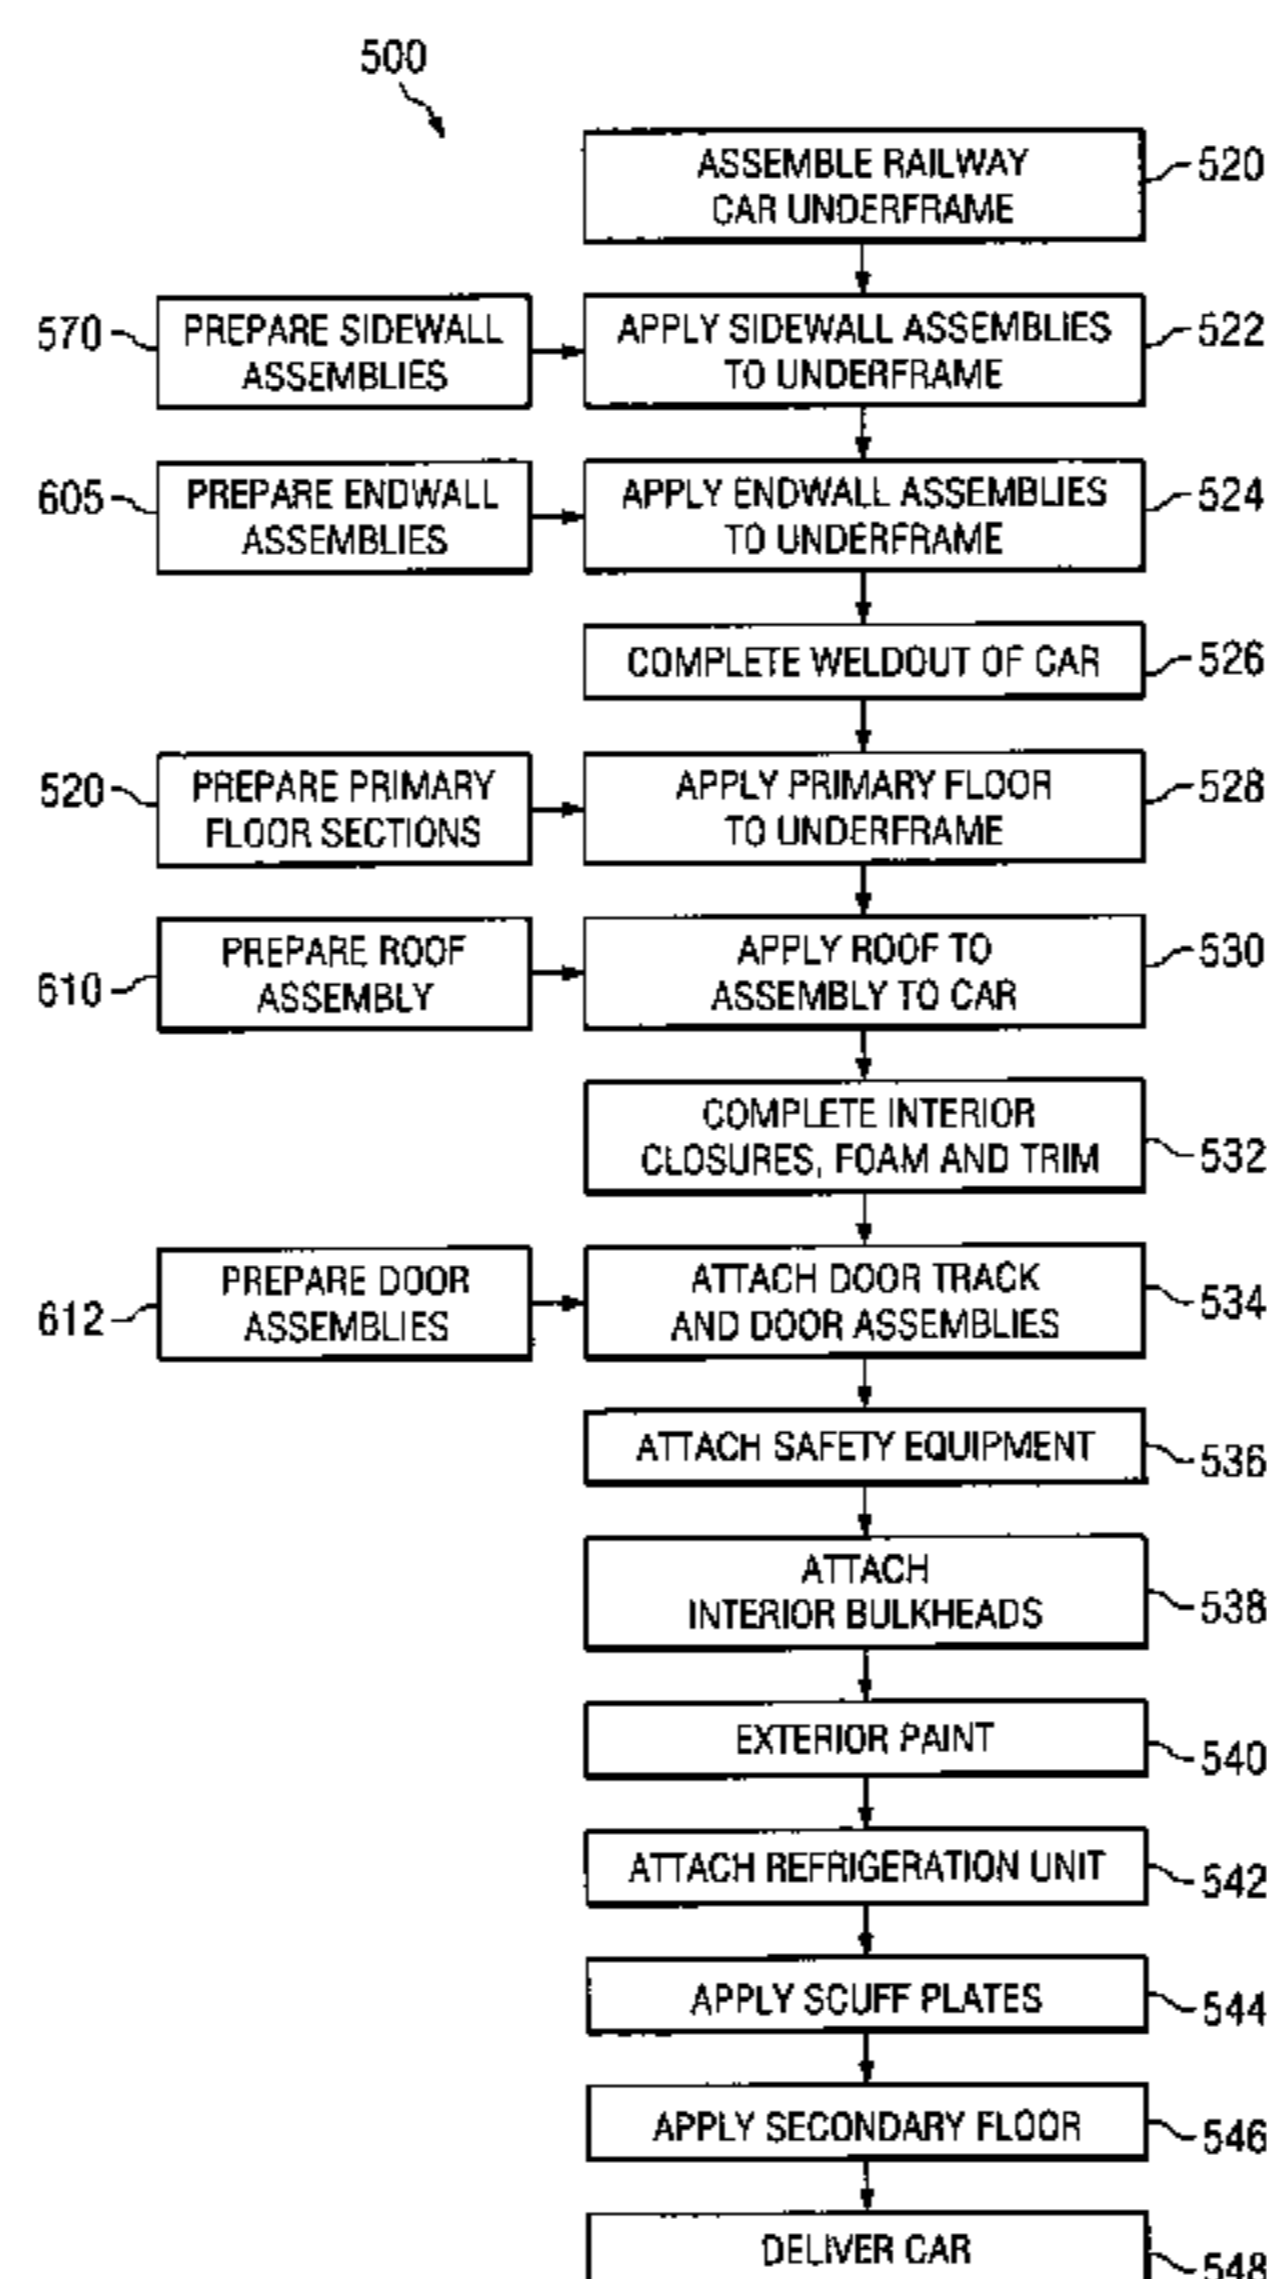 500
ASSEMBLE RAILWAY
CAR UNDERFRAME
520
570
PREPARE SIDEWALL
ASSEMBLIES
APPLY SIDEWALL ASSEMBLIES
TO UNDERFRAME
522
605
PREPARE ENDWALL
ASSEMBLIES
APPLY ENDWALL ASSEMBLIES
TO UNDERFRAME
524
COMPLETE WELDOUT OF CAR
526
520
PREPARE PRIMARY
FLOOR SECTIONS
APPLY PRIMARY FLOOR
TO UNDERFRAME
528
610
PREPARE ROOF
ASSEMBLY
APPLY ROOF TO
ASSEMBLY TO CAR
530
COMPLETE INTERIOR
CLOSURES, FOAM AND TRIM
532
612
PREPARE DOOR
ASSEMBLIES
ATTACH DOOR TRACK
AND DOOR ASSEMBLIES
534
ATTACH SAFETY EQUIPMENT
536
ATTACH
INTERIOR BULKHEADS
538
EXTERIOR PAINT
540
ATTACH REFRIGERATION UNIT
542
APPLY SCUFF PLATES
544
APPLY SECONDARY FLOOR
546
DELIVER CAR
548